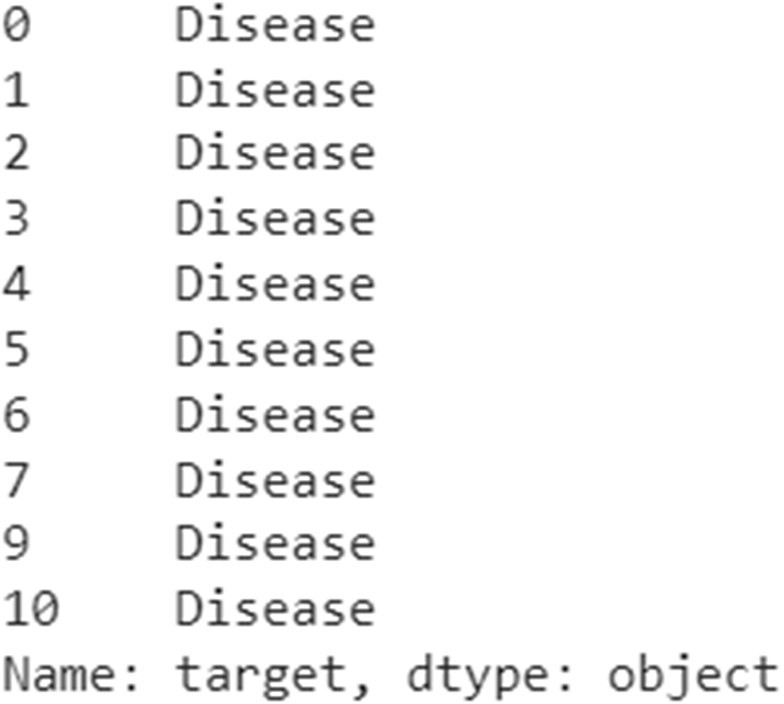 0 Disease
1 Disease
2 Disease
3 Disease
4 Disease
5 Disease
6 Disease
7 Disease
9 Disease
10 Disease
Name: target, dtype: object